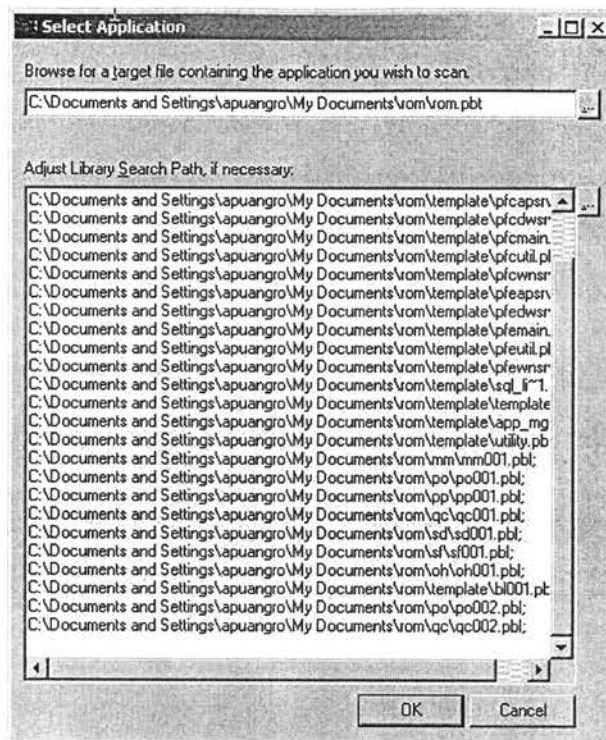 Select Application
Browse for a target file containing the application you wish to scan.
C:\Documents and Settings\apuangro\My Documents\rom\rom.pbt
...
Adjust Library Search Path, if necessary:
C:\Documents and Settings\apuangro\My Documents\rom\template\pfcapsr\
...
C:\Documents and Settings\apuangro\My Documents\rom\template\pfcdwsr
C:\Documents and Settings\apuangro\My Documents\rom\template\pfcmain.
C:\Documents and Settings\apuangro\My Documents\rom\template\pfcutil.pl
C:\Documents and Settings\apuangro\My Documents\rom\template\pfcwnsr
C:\Documents and Settings\apuangro\My Documents\rom\template\pfeapsr\
C:\Documents and Settings\apuangro\My Documents\rom\template\pfedwsr
C:\Documents and Settings\apuangro\My Documents\rom\template\pfemain.
C:\Documents and Settings\apuangro\My Documents\rom\template\pfeutil.pl
C:\Documents and Settings\apuangro\My Documents\rom\template\pfewnsr
C:\Documents and Settings\apuangro\My Documents\rom\template\sql_li~1.
C:\Documents and Settings\apuangro\My Documents\rom\template\template
C:\Documents and Settings\apuangro\My Documents\rom\template\app_mg
C:\Documents and Settings\apuangro\My Documents\rom\template\utility.pb
C:\Documents and Settings\apuangro\My Documents\rom\mm\mm001.pbl;
C:\Documents and Settings\apuangro\My Documents\rom\po\po001.pbl;
C:\Documents and Settings\apuangro\My Documents\rom\pp\pp001.pbl;
C:\Documents and Settings\apuangro\My Documents\rom\qc\qc001.pbl;
C:\Documents and Settings\apuangro\My Documents\rom\sd\sd001.pbl;
C:\Documents and Settings\apuangro\My Documents\rom\sf\sf001.pbl;
C:\Documents and Settings\apuangro\My Documents\rom\oh\oh001.pbl;
C:\Documents and Settings\apuangro\My Documents\rom\template\bl001.pb
C:\Documents and Settings\apuangro\My Documents\rom\po\po002.pbl;
C:\Documents and Settings\apuangro\My Documents\rom\qc\qc002.pbl;
OK
Cancel